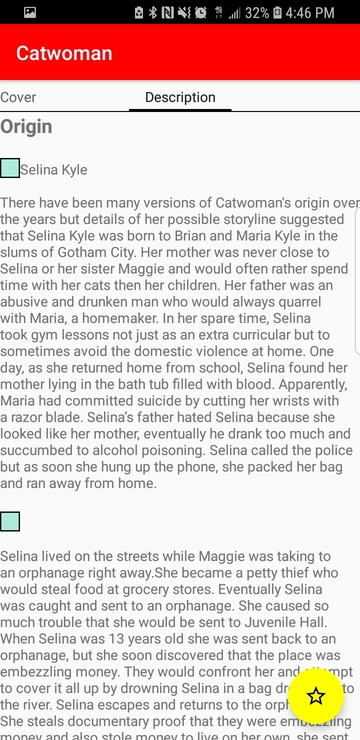 32% 4:46 PM
Catwoman
Cover
Description
Origin
Selina Kyle
There have been many versions of Catwoman's origin over
the years but details of her possible storyline suggested
that Selina Kyle was born to Brian and Maria Kyle in the
slums of Gotham City. Her mother was never close to
Selina or her sister Maggie and would often rather spend
time with her cats then her children. Her father was an
abusive and drunken man who would always quarrel
with Maria, a homemaker. In her spare time, Selina
took gym lessons not just as an extra curricular but to
sometimes avoid the domestic violence at home. One
day, as she returned home from school, Selina found her
mother lying in the bath tub filled with blood. Apparently,
Maria had committed suicide by cutting her wrists with
a razor blade. Selina's father hated Selina because she
looked like her mother, eventually he drank too much and
succumbed to alcohol poisoning. Selina called the police
but as soon she hung up the phone, she packed her bag
and ran away from home.
Selina lived on the streets while Maggie was taking to
an orphanage right away.She became a petty thief who
would steal food at grocery stores. Eventually Selina
was caught and sent to an orphanage. She caused so
much trouble that she would be sent to Juvenile Hall.
When Selina was 13 years old she was sent back to an
orphanage, but she soon discovered that the place was
embezzling money. They would confront her and attempt
to cover it all up by drowning Selina in a bag to
the river. Selina escapes and returns to the
She steals documental proof that they were embezzling
money and also stole money to live on her own, she sent